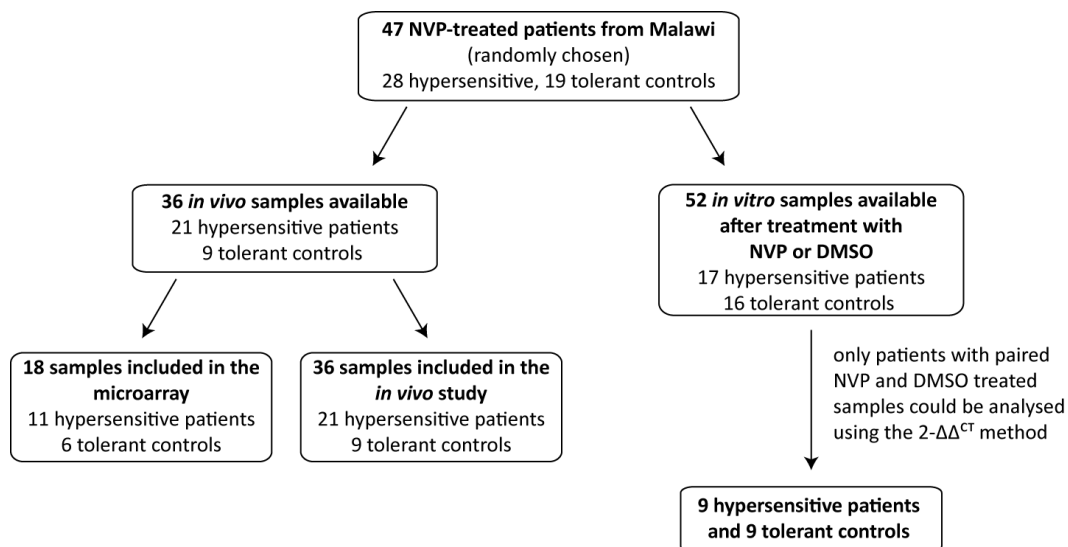 47 NVP-treated patients from Malawi
(randomly chosen)
28 hypersensitive, 19 tolerant controls
36 in vivo samples available
21 hypersensitive patients
9 tolerant controls
52 in vitro samples available
after treatment with
NVP or DMSO
17 hypersensitive patients
16 tolerant controls
18 samples included in the
microarray
11 hypersensitive patients
6 tolerant controls
36 samples included in the
in vivo study
21 hypersensitive patients
9 tolerant controls
only patients with paired
NVP and DMSO treated
samples could be analysed
using the 2-ΔΔCT method
9 hypersensitive patients
and 9 tolerant controls